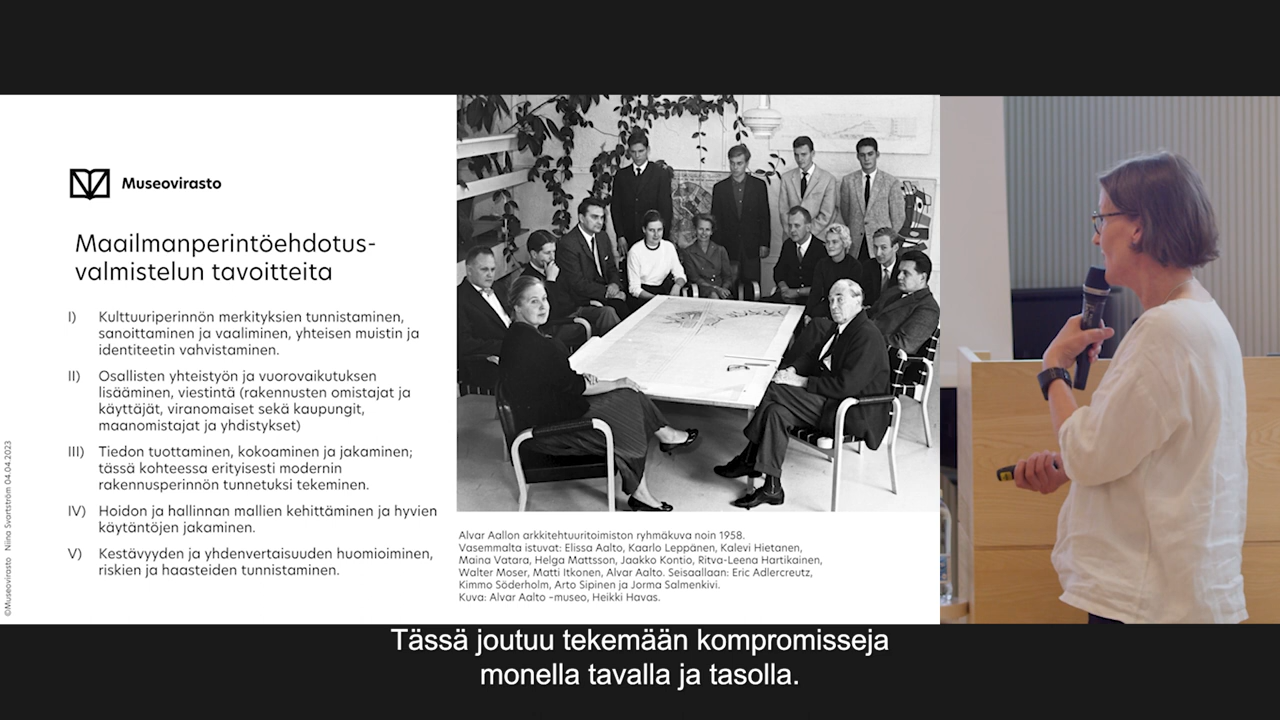 Museovirasto
Maailmanperintöehdotus-
valmistelun tavoitteita
I) Kulttuuriperinnön merkityksien tunnistaminen,
sanoittaminen ja vaaliminen, yhteisen muistin ja
identiteetin vahvistaminen.
II) Osallisten yhteistyön ja vuorovaikutuksen
lisääminen, viestintä (rakennusten omistajat ja
käyttäjät, viranomaiset sekä kaupungit,
maanomistajat ja yhdistykset)
III) Tiedon tuottaminen, kokoaminen ja jakaminen;
tässä kohteessa erityisesti modernin
rakennusperinnön tunnetuksi tekeminen.
IV) Hoidon ja hallinnan mallien kehittäminen ja hyvien
käytäntöjen jakaminen.
V) Kestävyyden ja yhdenvertaisuuden huomioiminen,
riskien ja haasteiden tunnistaminen.
©Museovirasto Niina Svartström 04.04.2023
Alvar Aallon arkkitehtuuritoimiston ryhmäkuva noin 1958.
Vasemmalta istuvat: Elissa Aalto, Kaarlo Leppänen, Kalevi Hietanen,
Maina Vatara, Helga Mattsson, Jaakko Kontio, Ritva-Leena Hartikainen,
Walter Moser, Matti Itkonen, Alvar Aalto. Seisaallaan: Eric Adlercreutz,
Kimmo Söderholm, Arto Sipinen ja Jorma Salmenkivi.
Kuva: Alvar Aalto –museo, Heikki Havas.
Tässä joutuu tekemään kompromisseja
monella tavalla ja tasolla.